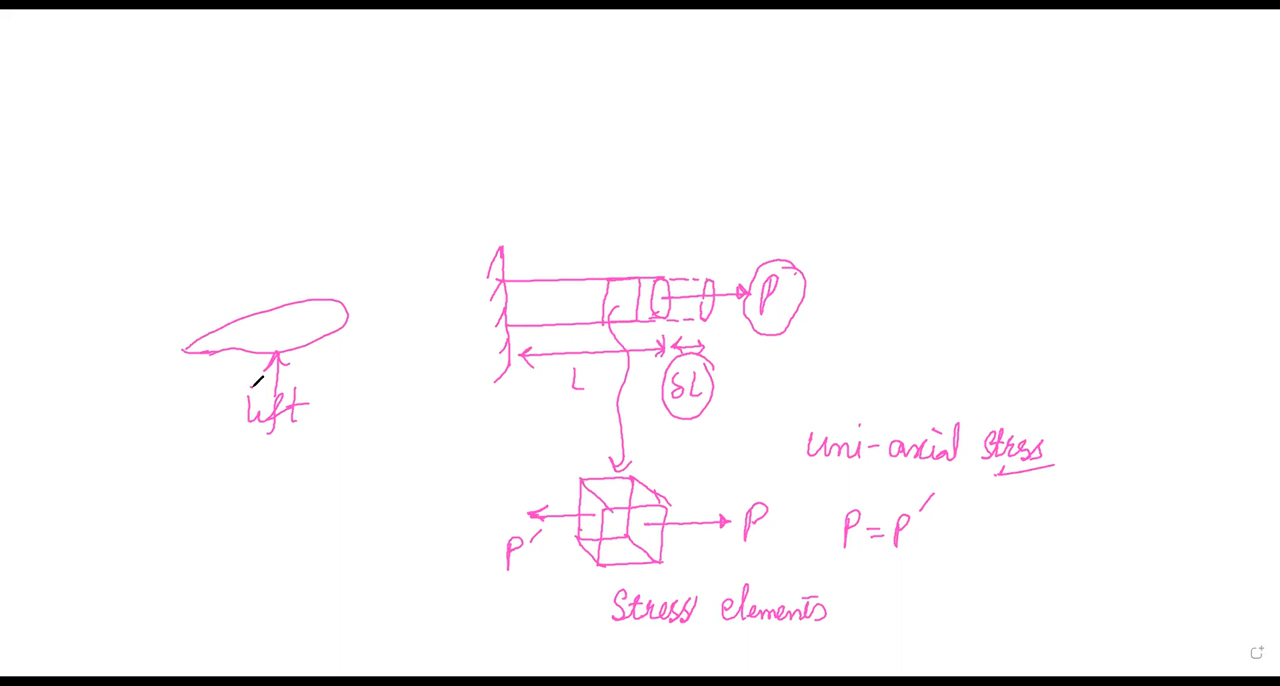 P
L
δL
lift
uni-axial stress
P
P'
P = P'
Stress elements